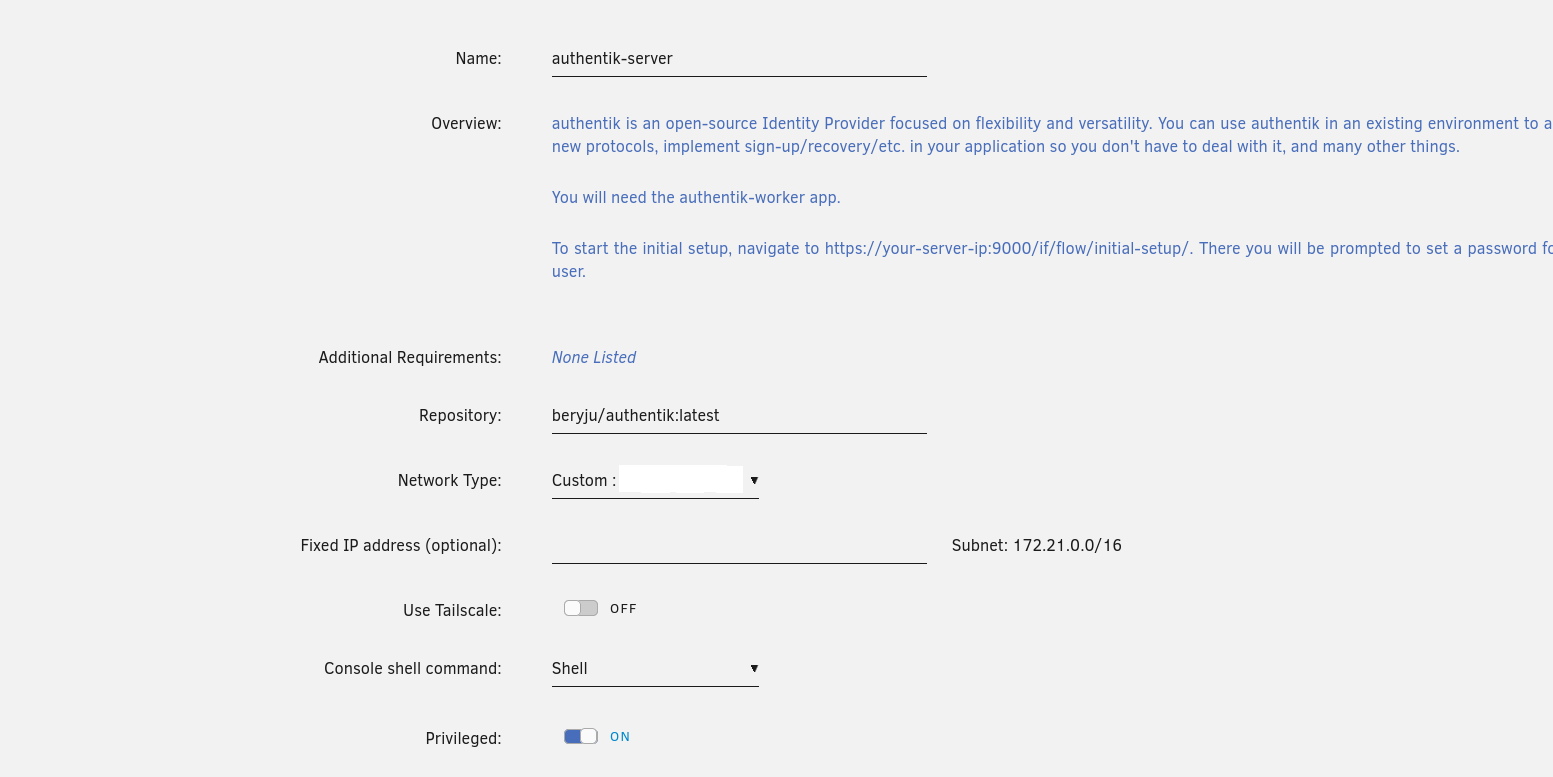 Name: authentik-server
Overview: authentik is an open-source Identity Provider focused on flexibility and versatility. You can use authentik in an existing environment to a
new protocols, implement sign-up/recovery/etc. in your application so you don't have to deal with it, and many other things.
You will need the authentik-worker app.
To start the initial setup, navigate to https://your-server-ip:9000/if/flow/initial-setup/. There you will be prompted to set a password fo
user.
Additional Requirements: None Listed
Repository: beryju/authentik:latest
Network Type: Custom :
Fixed IP address (optional): Subnet: 172.21.0.0/16
Use Tailscale: OFF
Console shell command: Shell
Privileged: ON